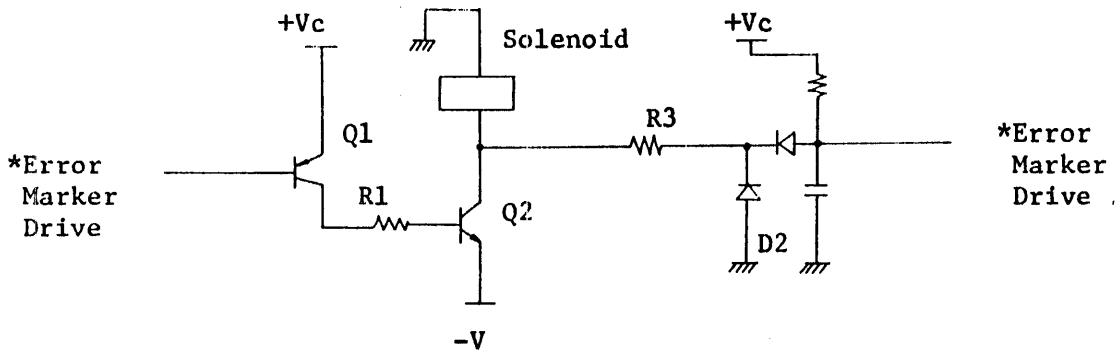 +Vc
Solenoid
+Vc
Q1
R3
*Error
Marker
Drive
*Error
Marker
Drive
R1
Q2
D2
-V